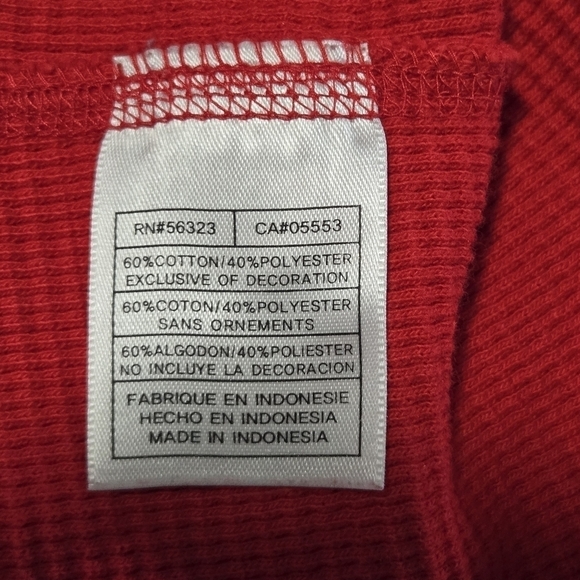 RN#56323 CA#05553
60%COTTON/40%POLYESTER
EXCLUSIVE OF DECORATION
60%COTON/40%POLYESTER
SANS ORNEMENTS
60%ALGODON/40%POLIESTER
NO INCLUYE LA DECORACION
FABRIQUE EN INDONESIE
HECHO EN INDONESIA
MADE IN INDONESIA